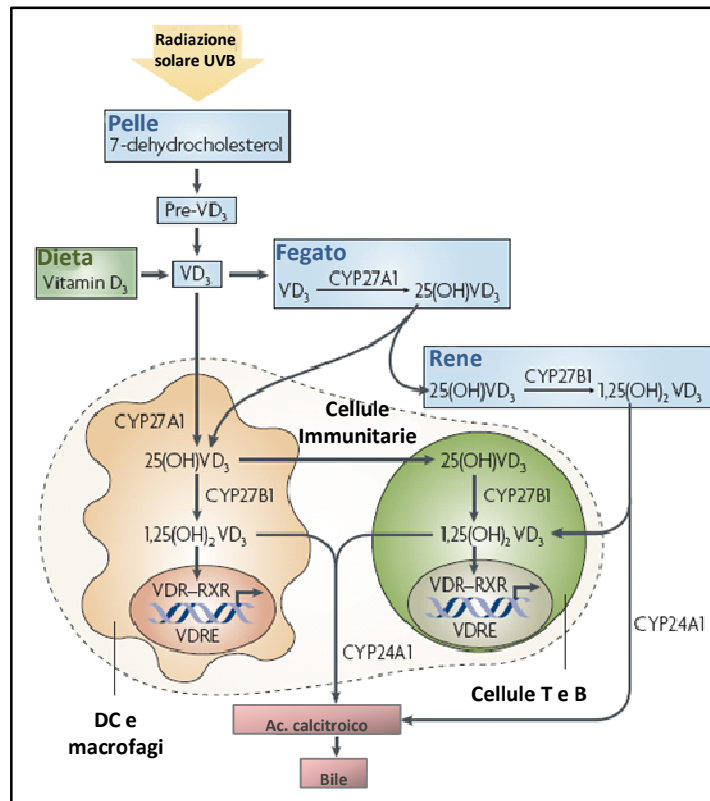 Radiazione
solare UVB
Pelle
7-dehydrocholesterol
Pre-VD₃
Dieta
Vitamin D₃
VD₃
Fegato
VD₃ CYP27A1 25(OH)VD₃
Rene
25(OH)VD₃ CYP27B1 1,25(OH)₂ VD₃
Cellule
Immunitarie
CYP27A1
25(OH)VD₃
CYP27B1
1,25(OH)₂ VD₃
VDR–RXR
VDRE
25(OH)VD₃
CYP27B1
1,25(OH)₂ VD₃
VDR–RXR
VDRE
CYP24A1
CYP24A1
DC e
macrofagi
Cellule T e B
Ac. calcitroico
Bile